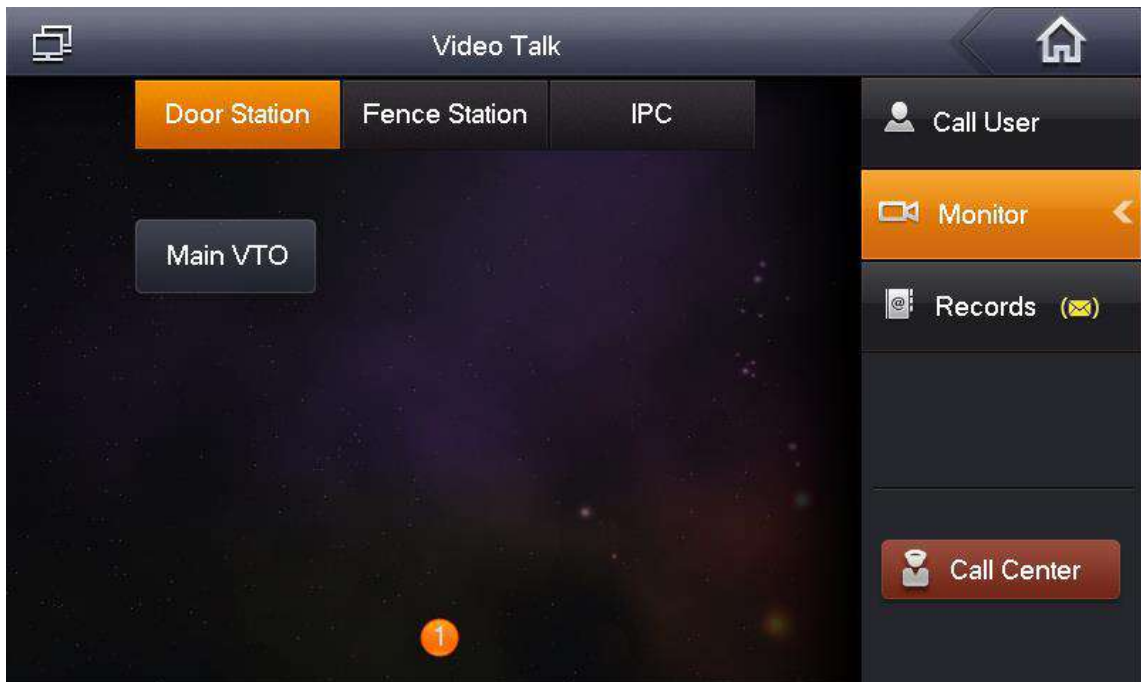 Video Talk
Door Station
Fence Station
IPC
Call User
Monitor
Main VTO
Records
Call Center
1